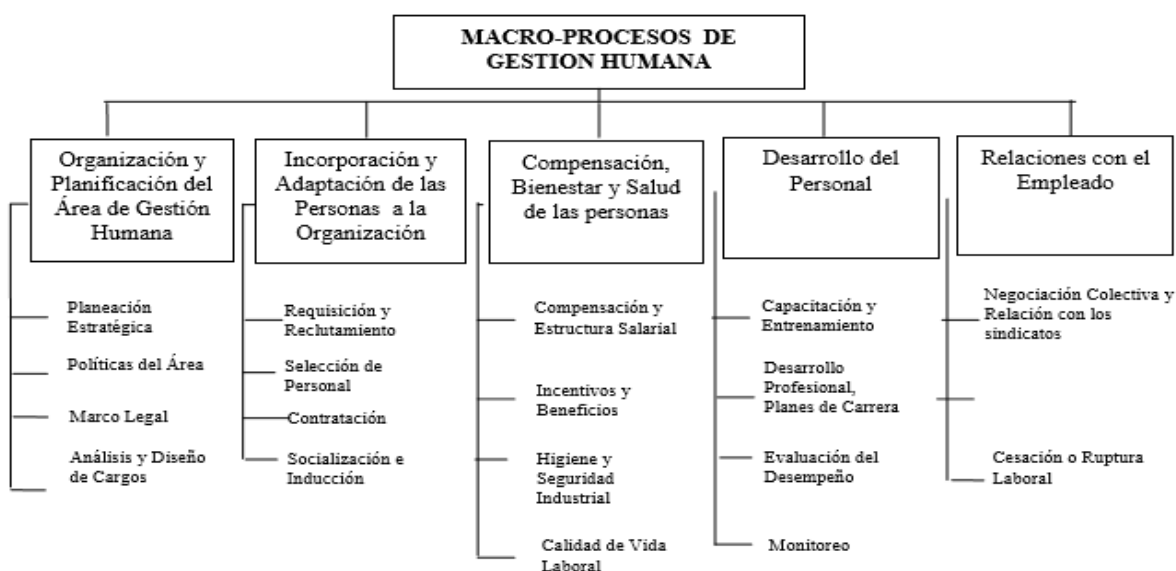 MACRO-PROCESOS DE
GESTION HUMANA
Organización y
Planificación del
Área de Gestión
Humana
Planeación
Estratégica
Políticas del Área
Marco Legal
Análisis y Diseño
de Cargos
Incorporación y
Adaptación de las
Personas a la
Organización
Requisición y
Reclutamiento
Selección de
Personal
Contratación
Socialización e
Inducción
Compensación,
Bienestar y Salud
de las personas
Compensación y
Estructura Salarial
Incentivos y
Beneficios
Higiene y
Seguridad
Industrial
Calidad de Vida
Laboral
Desarrollo del
Personal
Capacitación y
Entrenamiento
Desarrollo
Profesional,
Planes de Carrera
Evaluación del
Desempeño
Monitoreo
Relaciones con el
Empleado
Negociación Colectiva y
Relación con los
sindicatos
Cesación o Ruptura
Laboral